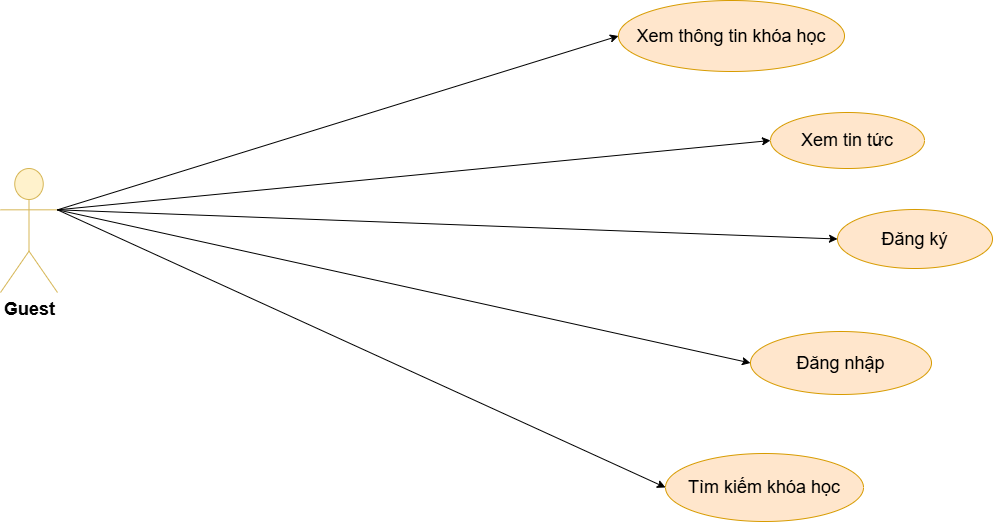 Xem thông tin khóa học
Xem tin tức
Đăng ký
Guest
Đăng nhập
Tìm kiếm khóa học